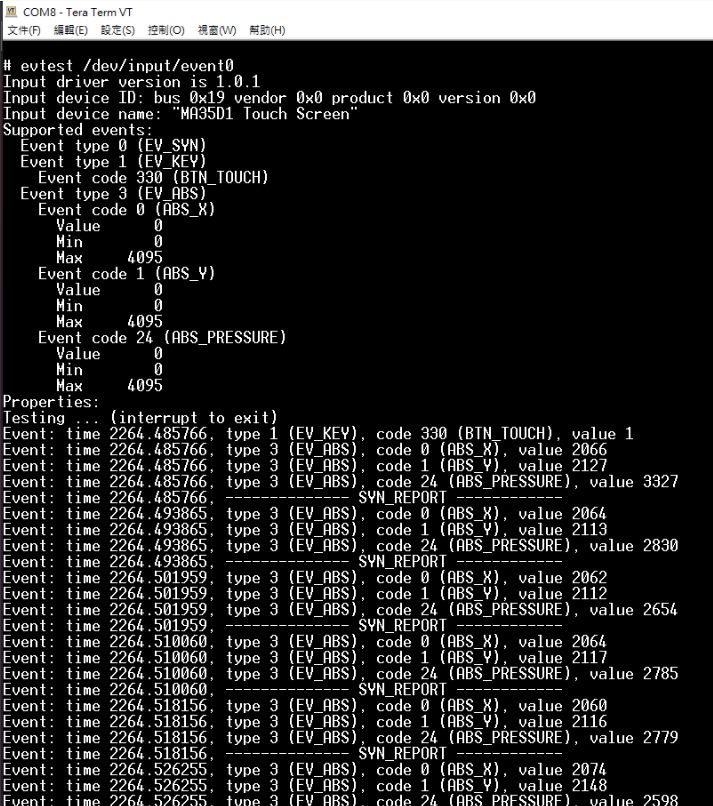 COM8 - Tera Term VT
文件(F) 編輯(E) 設定(S) 控制(O) 視窗(W) 幫助(H)
# evtest /dev/input/event0
Input driver version is 1.0.1
Input device ID: bus 0x19 vendor 0x0 product 0x0 version 0x0
Input device name: "MA35D1 Touch Screen"
Supported events:
Event type 0 (EV_SYN)
Event type 1 (EV_KEY)
Event code 330 (BTN_TOUCH)
Event type 3 (EV_ABS)
Event code 0 (ABS_X)
Value 0
Min 0
Max 4095
Event code 1 (ABS_Y)
Value 0
Min 0
Max 4095
Event code 24 (ABS_PRESSURE)
Value 0
Min 0
Max 4095
Properties:
Testing ... (interrupt to exit)
Event: time 2264.485766, type 1 (EV_KEY), code 330 (BTN_TOUCH), value 1
Event: time 2264.485766, type 3 (EV_ABS), code 0 (ABS_X), value 2066
Event: time 2264.485766, type 3 (EV_ABS), code 1 (ABS_Y), value 2127
Event: time 2264.485766, type 3 (EV_ABS), code 24 (ABS_PRESSURE), value 3327
Event: time 2264.485766, -------------- SYN_REPORT ------------
Event: time 2264.493865, type 3 (EV_ABS), code 0 (ABS_X), value 2064
Event: time 2264.493865, type 3 (EV_ABS), code 1 (ABS_Y), value 2113
Event: time 2264.493865, type 3 (EV_ABS), code 24 (ABS_PRESSURE), value 2830
Event: time 2264.493865, -------------- SYN_REPORT ------------
Event: time 2264.501959, type 3 (EV_ABS), code 0 (ABS_X), value 2062
Event: time 2264.501959, type 3 (EV_ABS), code 1 (ABS_Y), value 2112
Event: time 2264.501959, type 3 (EV_ABS), code 24 (ABS_PRESSURE), value 2654
Event: time 2264.501959, -------------- SYN_REPORT ------------
Event: time 2264.510060, type 3 (EV_ABS), code 0 (ABS_X), value 2064
Event: time 2264.510060, type 3 (EV_ABS), code 1 (ABS_Y), value 2117
Event: time 2264.510060, type 3 (EV_ABS), code 24 (ABS_PRESSURE), value 2785
Event: time 2264.510060, -------------- SYN_REPORT ------------
Event: time 2264.518156, type 3 (EV_ABS), code 0 (ABS_X), value 2060
Event: time 2264.518156, type 3 (EV_ABS), code 1 (ABS_Y), value 2116
Event: time 2264.518156, type 3 (EV_ABS), code 24 (ABS_PRESSURE), value 2779
Event: time 2264.518156, -------------- SYN_REPORT ------------
Event: time 2264.526255, type 3 (EV_ABS), code 0 (ABS_X), value 2074
Event: time 2264.526255, type 3 (EV_ABS), code 1 (ABS_Y), value 2148
Event: time 2264.526255, type 3 (EV_ABS), code 24 (ABS_PRESSURE), value 2598